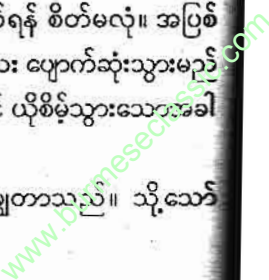 ်ရန် စိတ်မလုံ။ အပြစ်
း ပျောက်ဆုံးသွားမည်
ယိုစိမ့်သွားသောအခါ
ျှတာသည်။ သို့သော်
www.burmeseclassic.com